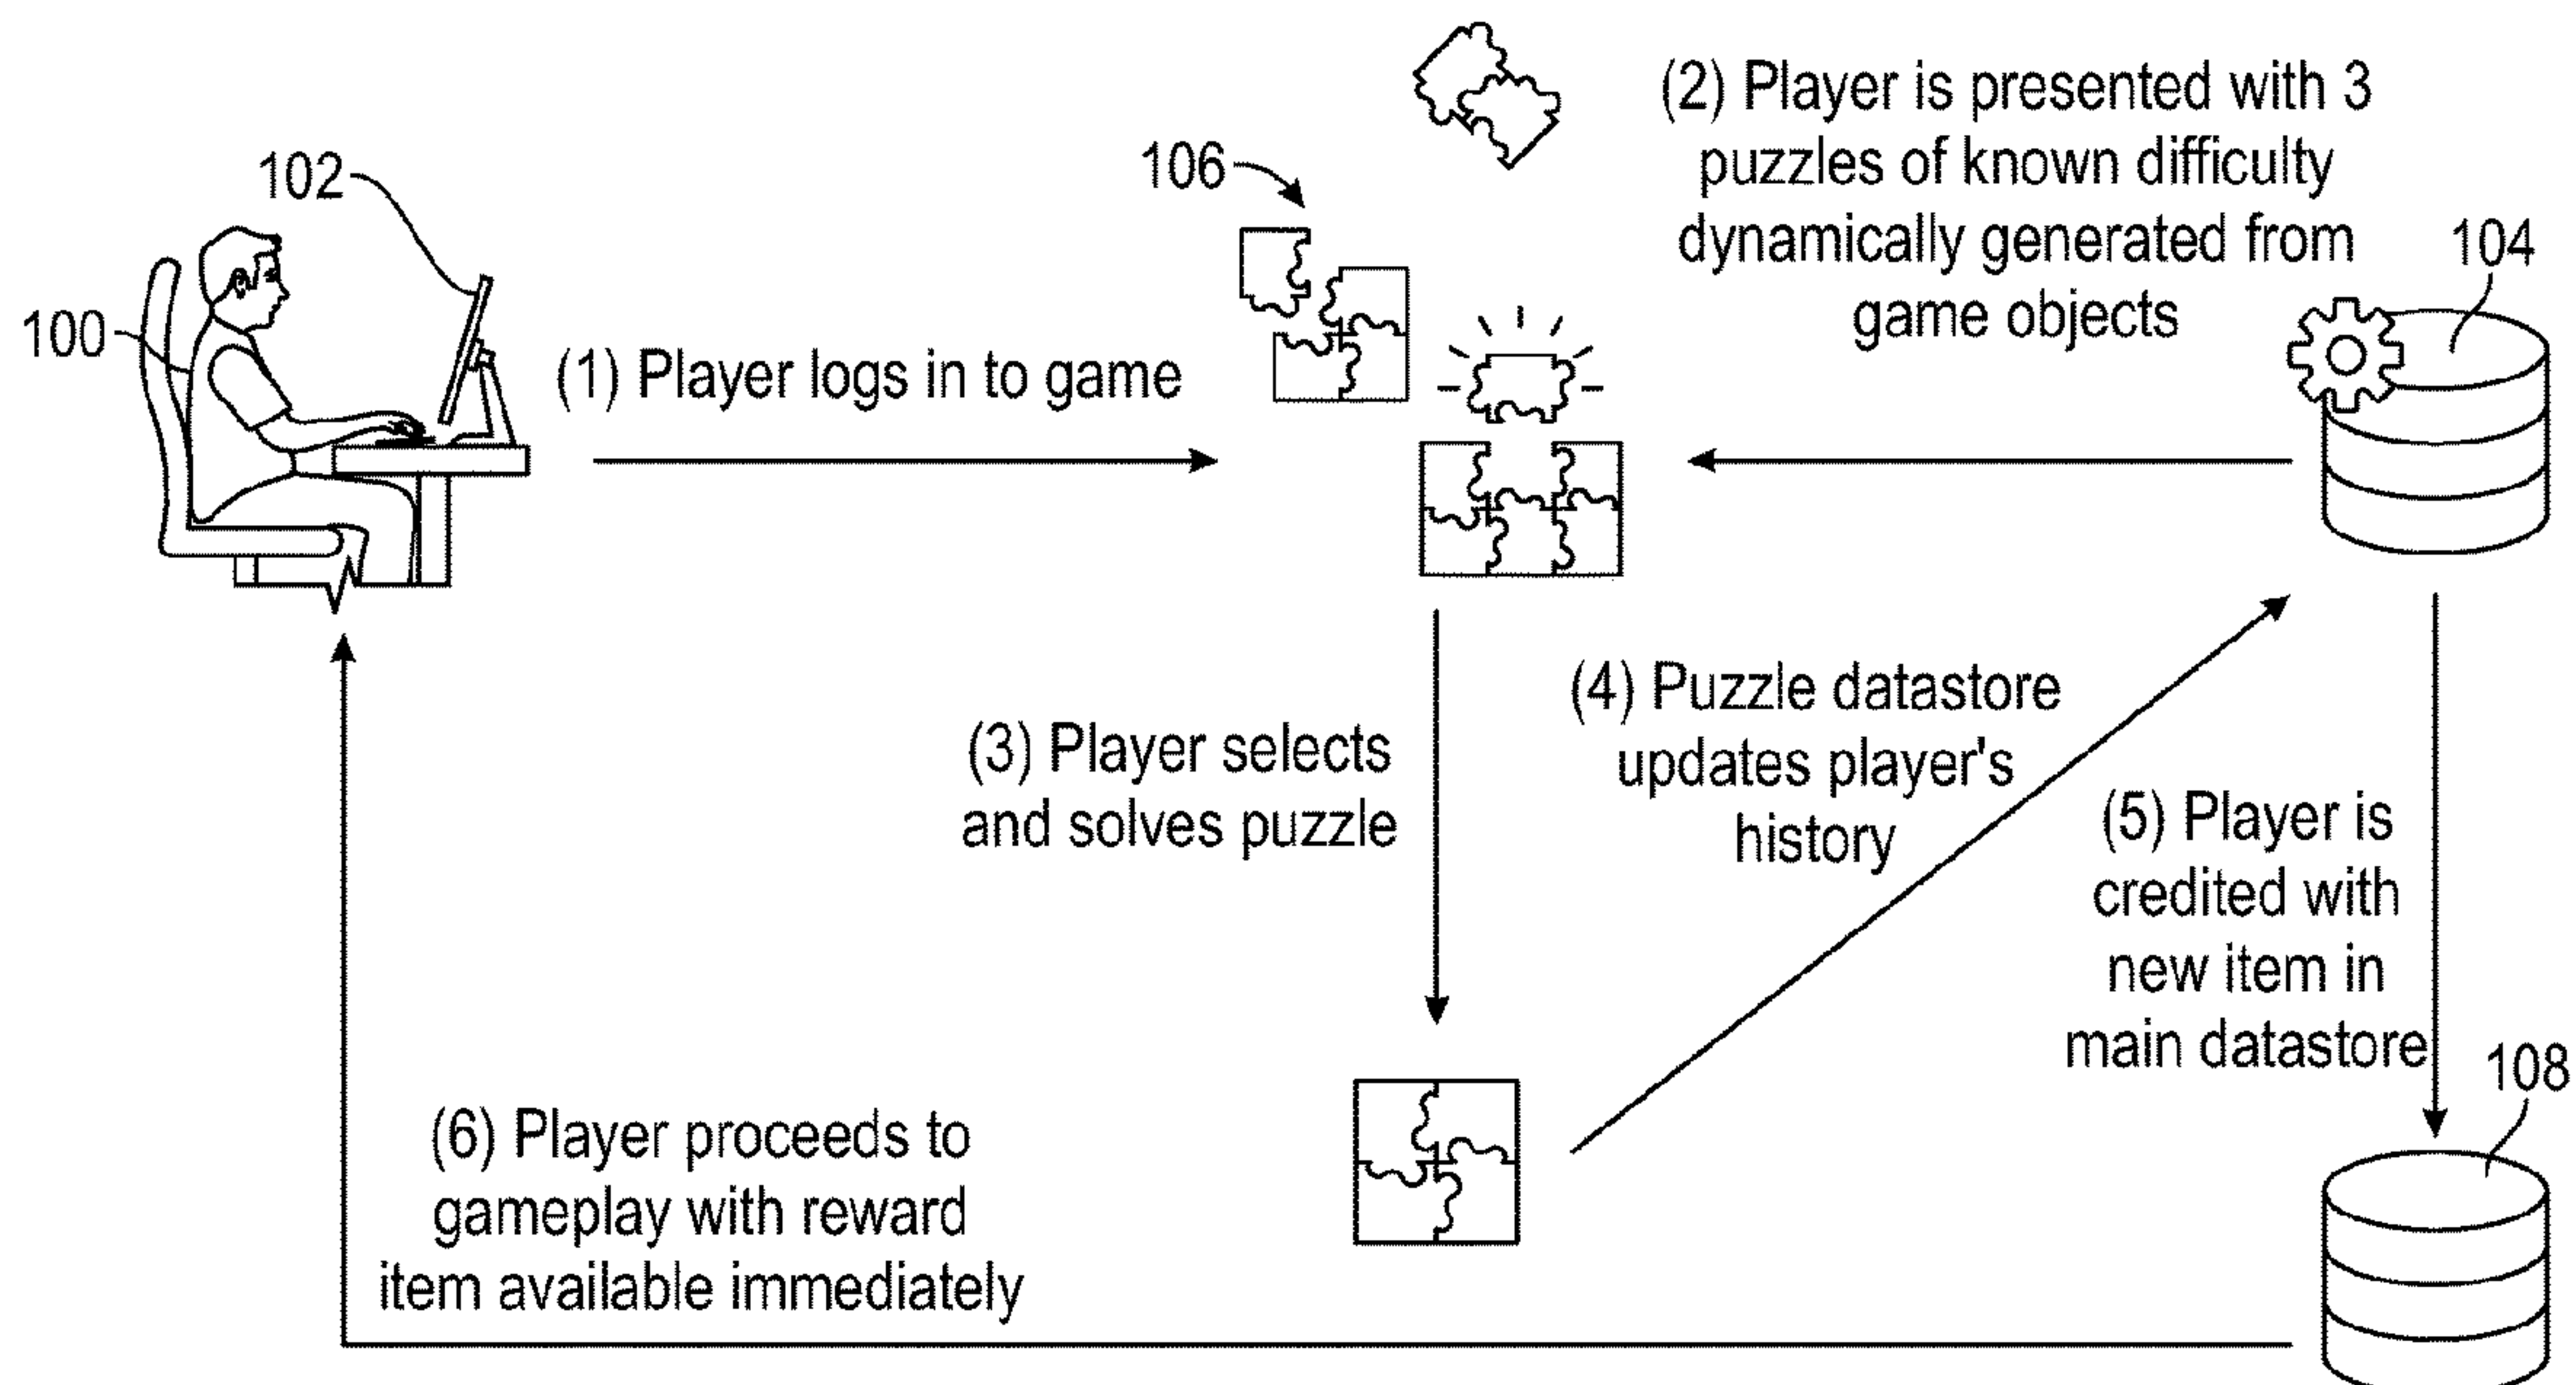 102
100
(1) Player logs in to game
106
(2) Player is presented with 3
puzzles of known difficulty
dynamically generated from
game objects
104
(3) Player selects
and solves puzzle
(4) Puzzle datastore
updates player's
history
(5) Player is
credited with
new item in
main datastore
108
(6) Player proceeds to
gameplay with reward
item available immediately